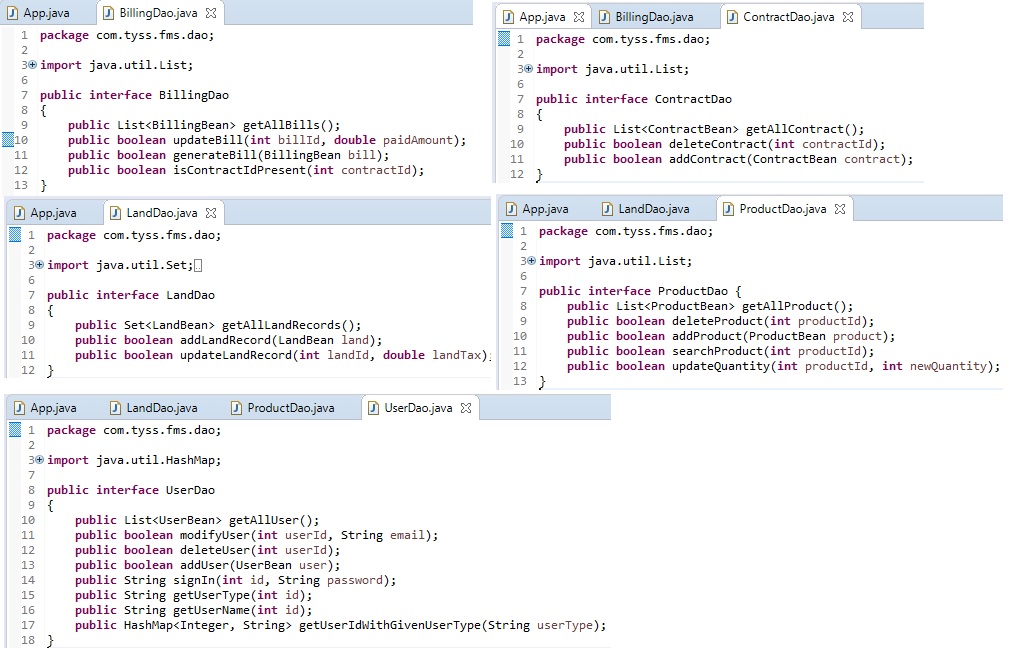 App.java BillingDao.java
1 package com.tyss.fms.dao;
2
3 import java.util.List;
6
7 public interface BillingDao
8 {
9 public List<BillingBean> getAllBills();
10 public boolean updateBill(int billId, double paidAmount);
11 public boolean generateBill(BillingBean bill);
12 public boolean isContractIdPresent(int contractId);
13 }
App.java BillingDao.java ContractDao.java
1 package com.tyss.fms.dao;
2
3 import java.util.List;
6
7 public interface ContractDao
8 {
9 public List<ContractBean> getAllContract();
10 public boolean deleteContract(int contractId);
11 public boolean addContract(ContractBean contract);
12 }
App.java LandDao.java
1 package com.tyss.fms.dao;
2
3 import java.util.Set;
6
7 public interface LandDao
8 {
9 public Set<LandBean> getAllLandRecords();
10 public boolean addLandRecord(LandBean land);
11 public boolean updateLandRecord(int landId, double landTax);
12 }
App.java LandDao.java ProductDao.java
1 package com.tyss.fms.dao;
2
3 import java.util.List;
6
7 public interface ProductDao {
8 public List<ProductBean> getAllProduct();
9 public boolean deleteProduct(int productId);
10 public boolean addProduct(ProductBean product);
11 public boolean searchProduct(int productId);
12 public boolean updateQuantity(int productId, int newQuantity);
13 }
App.java LandDao.java ProductDao.java UserDao.java
1 package com.tyss.fms.dao;
2
3 import java.util.HashMap;
7
8 public interface UserDao
9 {
10 public List<UserBean> getAllUser();
11 public boolean modifyUser(int userId, String email);
12 public boolean deleteUser(int userId);
13 public boolean addUser(UserBean user);
14 public String signIn(int id, String password);
15 public String getUserType(int id);
16 public String getUserName(int id);
17 public HashMap<Integer, String> getUserIdWithGivenUserType(String userType);
18 }